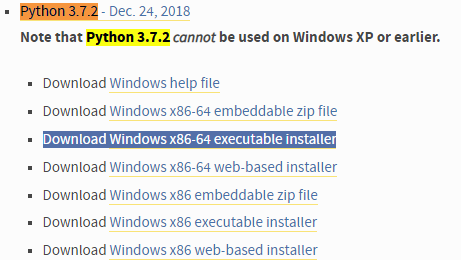 Python 3.7.2 - Dec. 24, 2018
Note that Python 3.7.2 cannot be used on Windows XP or earlier.
Download Windows help file
Download Windows x86-64 embeddable zip file
Download Windows x86-64 executable installer
Download Windows x86-64 web-based installer
Download Windows x86 embeddable zip file
Download Windows x86 executable installer
Download Windows x86 web-based installer